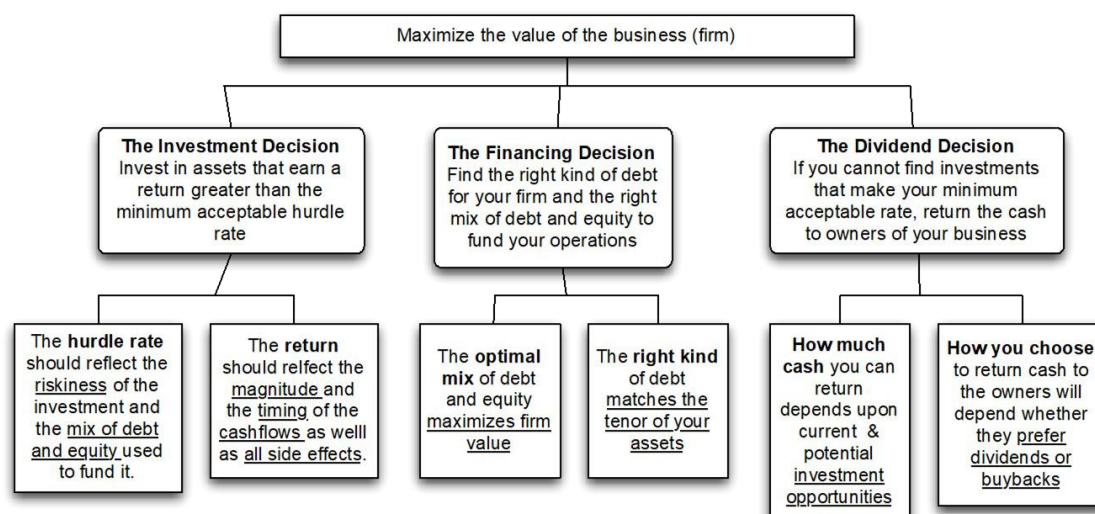 Maximize the value of the business (firm)
The Investment Decision
Invest in assets that earn a
return greater than the
minimum acceptable hurdle
rate
The Financing Decision
Find the right kind of debt
for your firm and the right
mix of debt and equity to
fund your operations
The Dividend Decision
If you cannot find investments
that make your minimum
acceptable rate, return the cash
to owners of your business
The hurdle rate
should reflect the
riskiness of the
investment and
the mix of debt
and equity used
to fund it.
The return
should relfect the
magnitude and
the timing of the
cashflows as welll
as all side effects.
The optimal
mix of debt
and equity
maximizes firm
value
The right kind
of debt
matches the
tenor of your
assets
How much
cash you can
return
depends upon
current &
potential
investment
opportunities
How you choose
to return cash to
the owners will
depend whether
they prefer
dividends or
buybacks